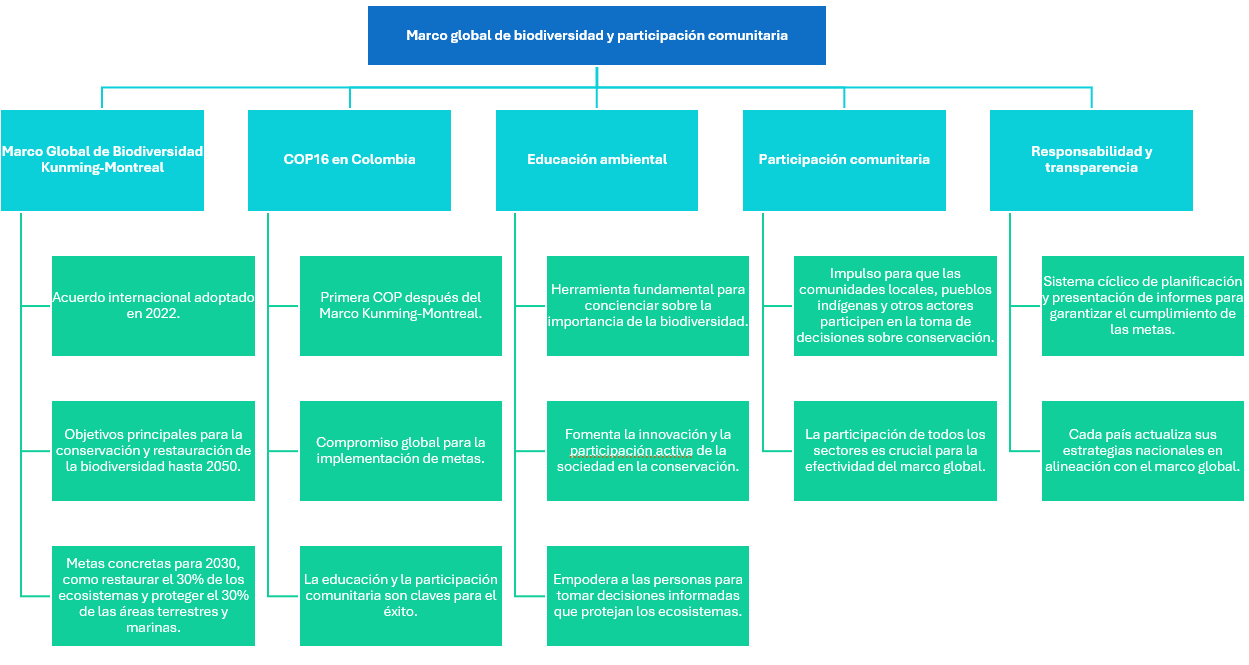 Marco global de biodiversidad y participación comunitaria
Marco Global de Biodiversidad
Kunming-Montreal
COP16 en Colombia
Educación ambiental
Participación comunitaria
Responsabilidad y
transparencia
Acuerdo internacional adoptado
en 2022.
Objetivos principales para la
conservación y restauración de
la biodiversidad hasta 2050.
Metas concretas para 2030,
como restaurar el 30% de los
ecosistemas y proteger el 30%
de las áreas terrestres y
marinas.
Primera COP después del
Marco Kunming-Montreal.
Compromiso global para la
implementación de metas.
La educación y la participación
comunitaria son claves para el
éxito.
Herramienta fundamental para
concienciar sobre la
importancia de la biodiversidad.
Fomenta la innovación y la
participación activa de la
sociedad en la conservación.
Empodera a las personas para
tomar decisiones informadas
que protejan los ecosistemas.
Impulso para que las
comunidades locales, pueblos
indígenas y otros actores
participen en la toma de
decisiones sobre conservación.
La participación de todos los
sectores es crucial para la
efectividad del marco global.
Sistema cíclico de planificación
y presentación de informes para
garantizar el cumplimiento de
las metas.
Cada país actualiza sus
estrategias nacionales en
alineación con el marco global.